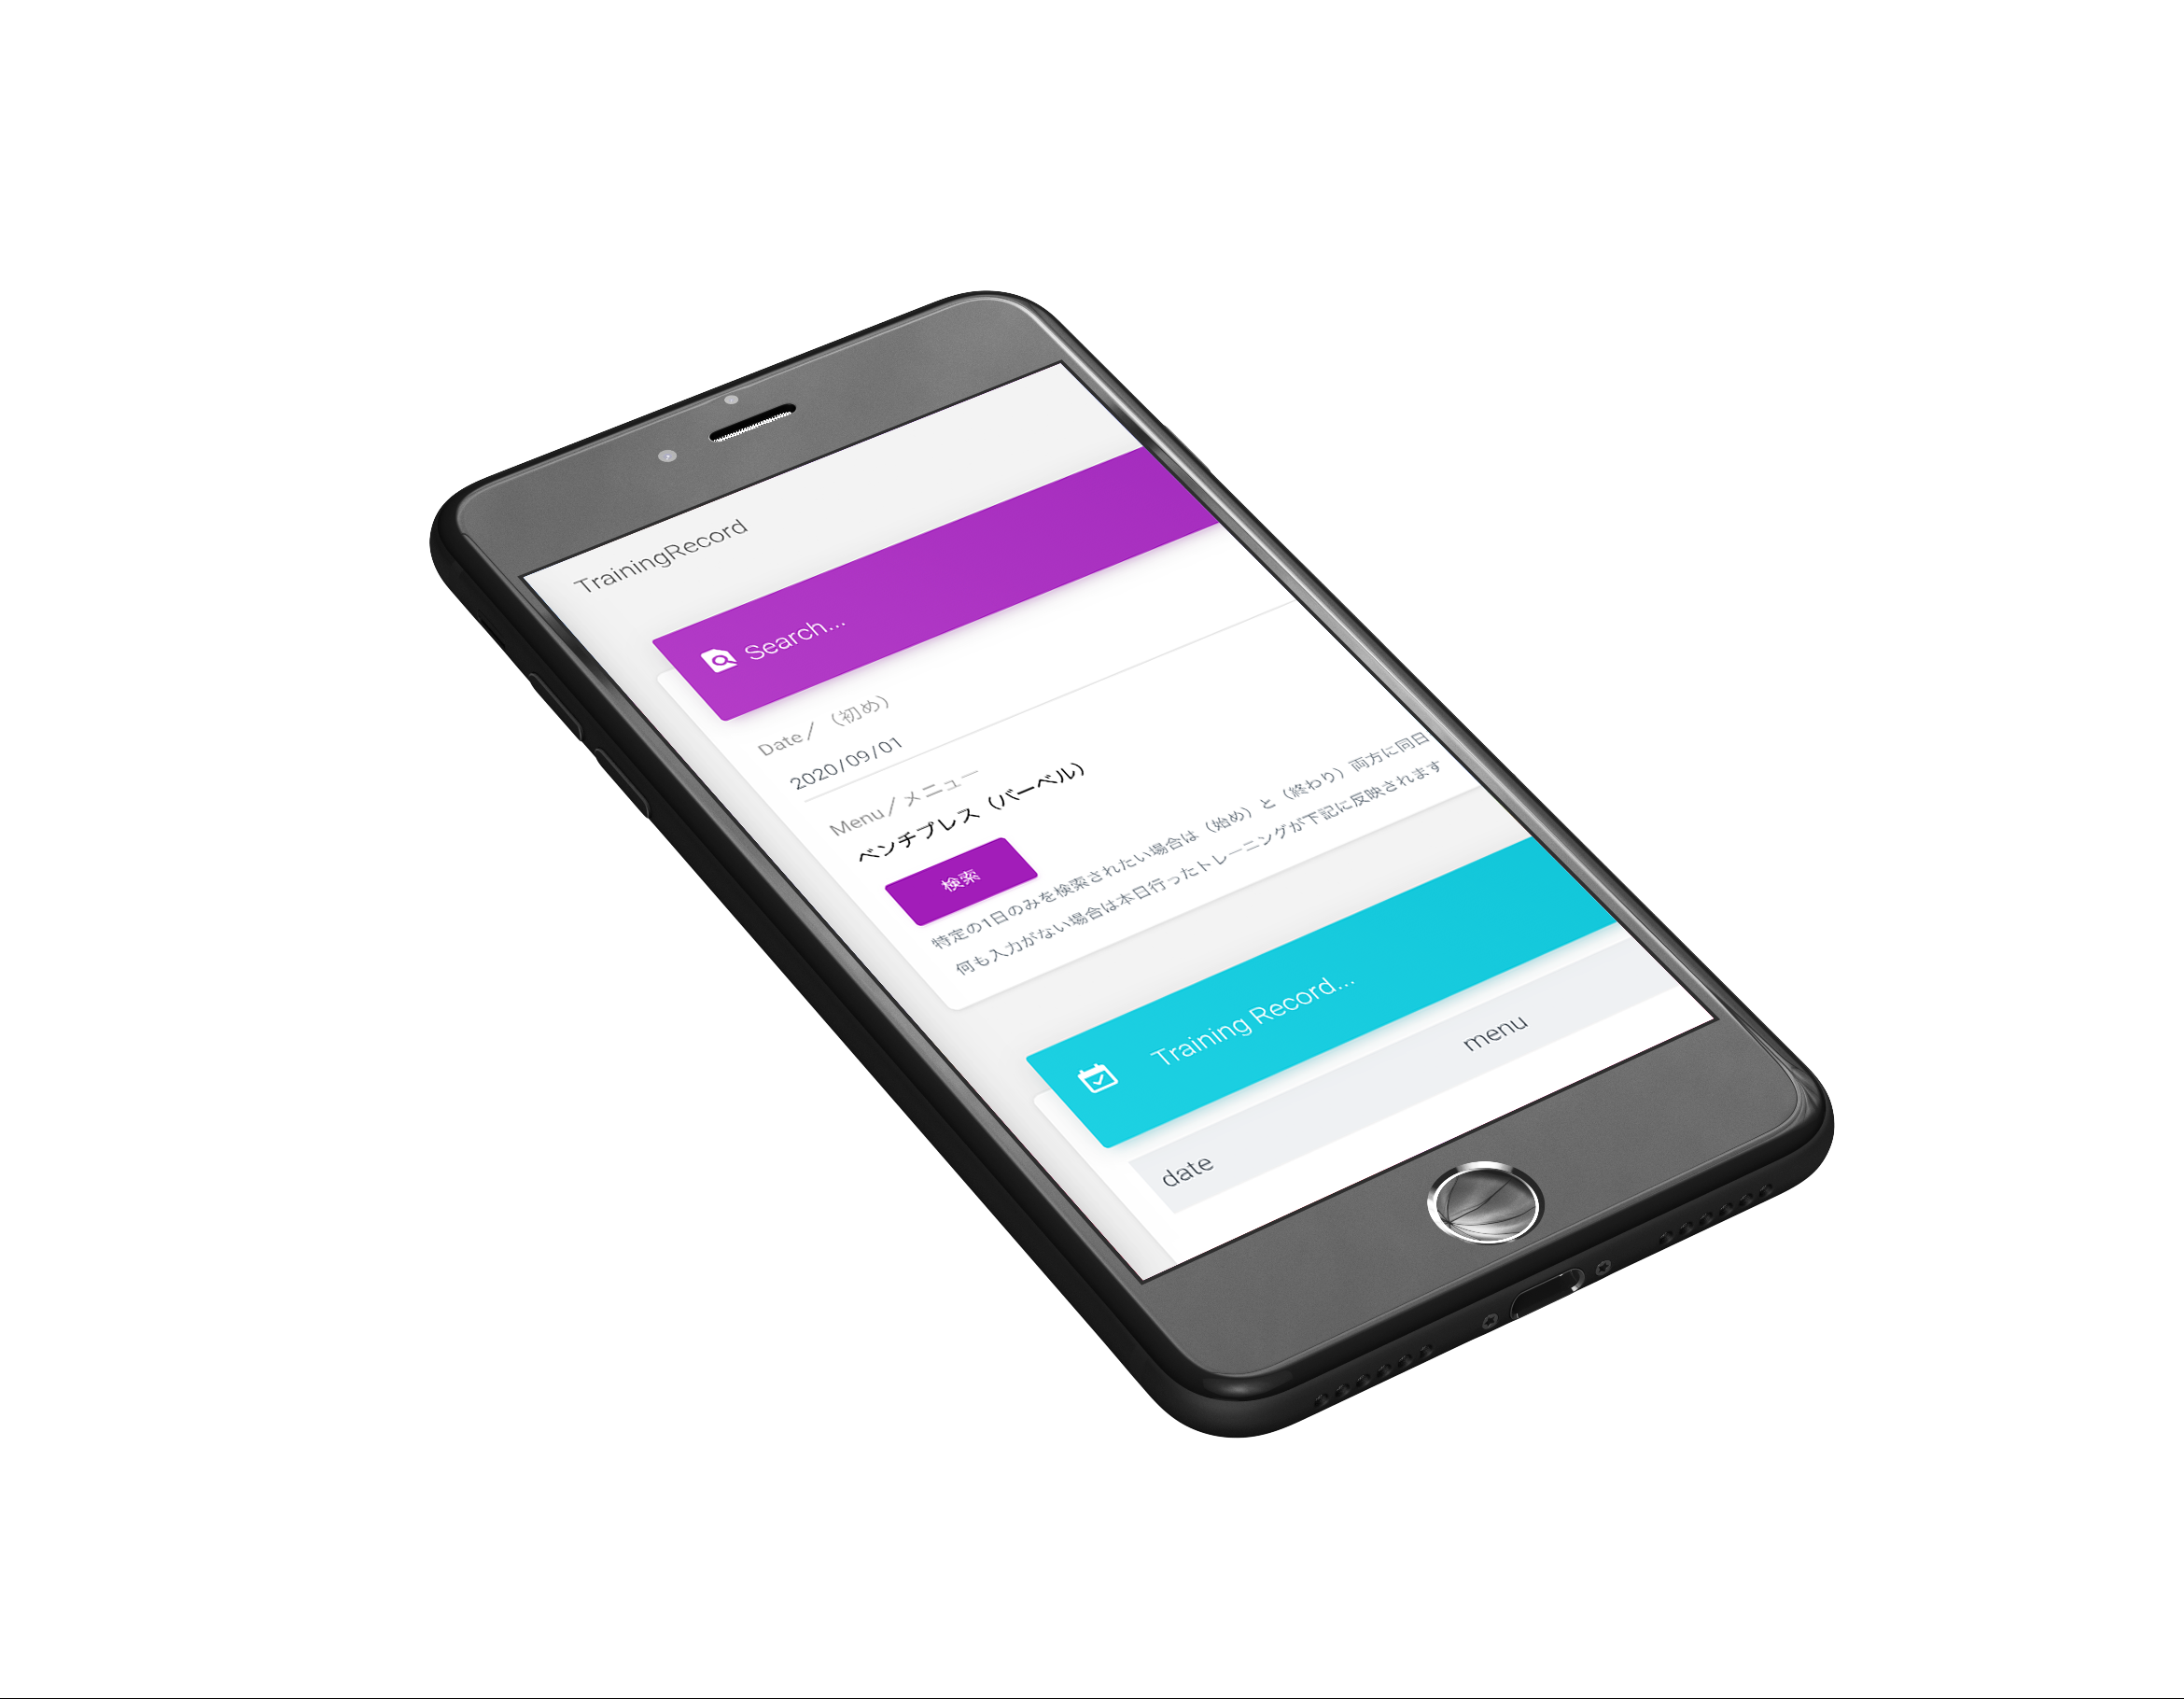 TrainingRecord
Search...
Date／（初め）
2020/09/01
Menu／メニュー
ベンチプレス（バーベル）
検索
特定の1日のみを検索されたい場合は（始め）と（終わり）両方に同日
何も入力がない場合は本日行ったトレーニングが下記に反映されます
Training Record...
date menu